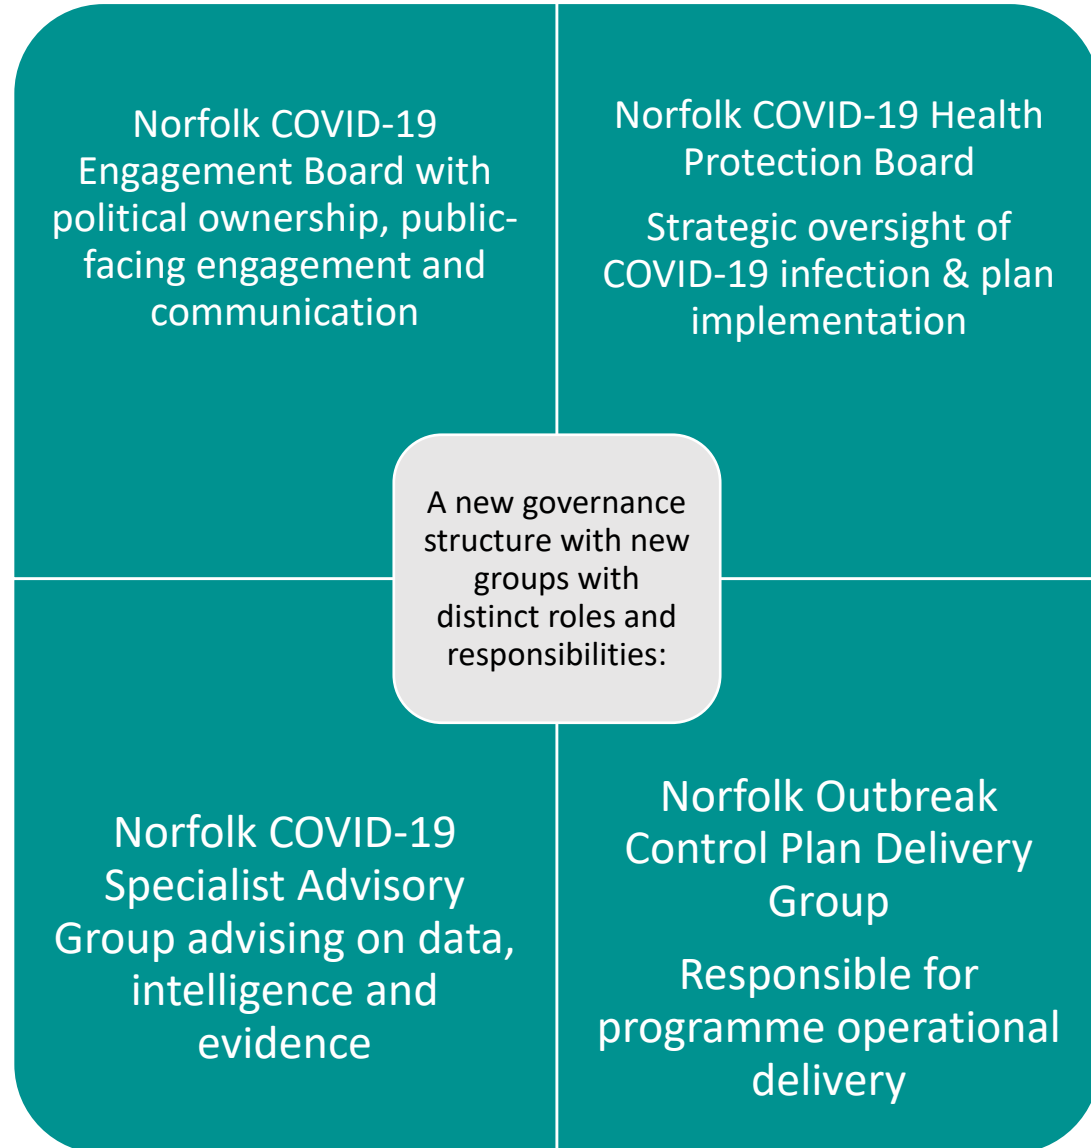 Norfolk COVID-19
Engagement Board with
political ownership, public-
facing engagement and
communication
Norfolk COVID-19 Health
Protection Board
Strategic oversight of
COVID-19 infection & plan
implementation
A new governance
structure with new
groups with
distinct roles and
responsibilities:
Norfolk COVID-19
Specialist Advisory
Group advising on data,
intelligence and
evidence
Norfolk Outbreak
Control Plan Delivery
Group
Responsible for
programme operational
delivery